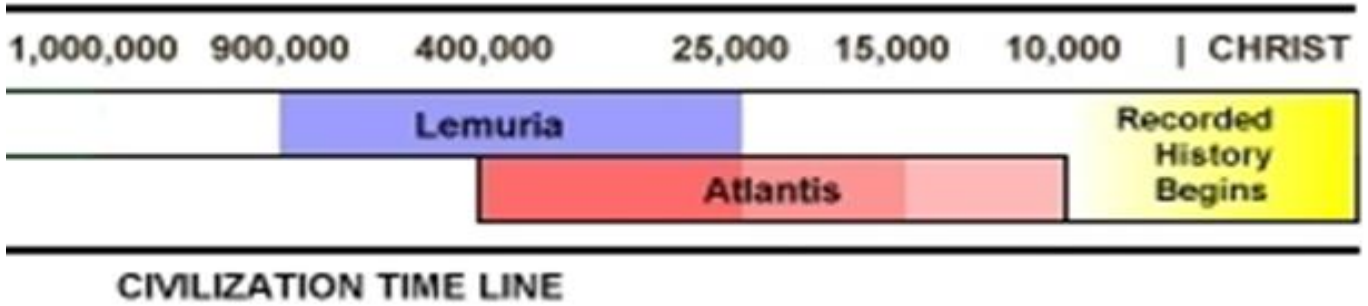 1,000,000 900,000 400,000 25,000 15,000 10,000 | CHRIST
Lemuria
Recorded
History
Begins
Atlantis
CIVILIZATION TIME LINE